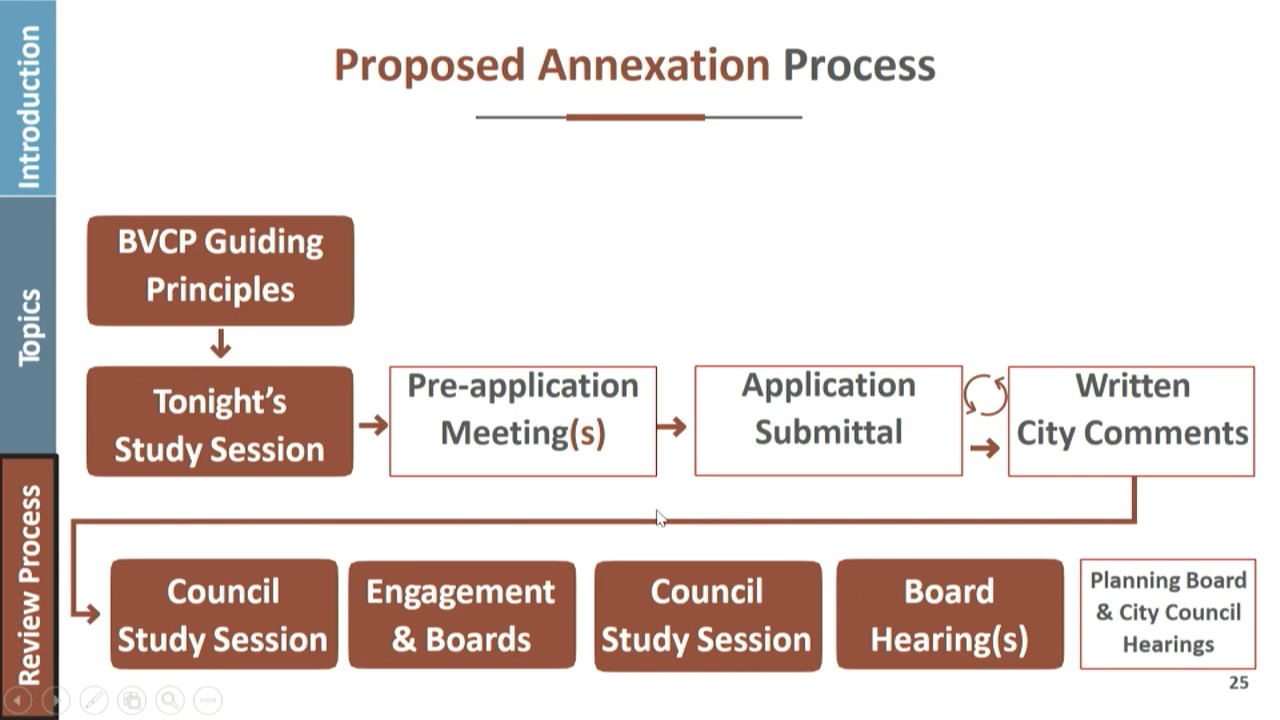 Introduction
Topics
Review Process
Proposed Annexation Process
BVCP Guiding
Principles
Tonight's
Study Session
Pre-application
Meeting(s)
Application
Submittal
Written
City Comments
Council
Study Session
Engagement
& Boards
Council
Study Session
Board
Hearing(s)
Planning Board
& City Council
Hearings
25